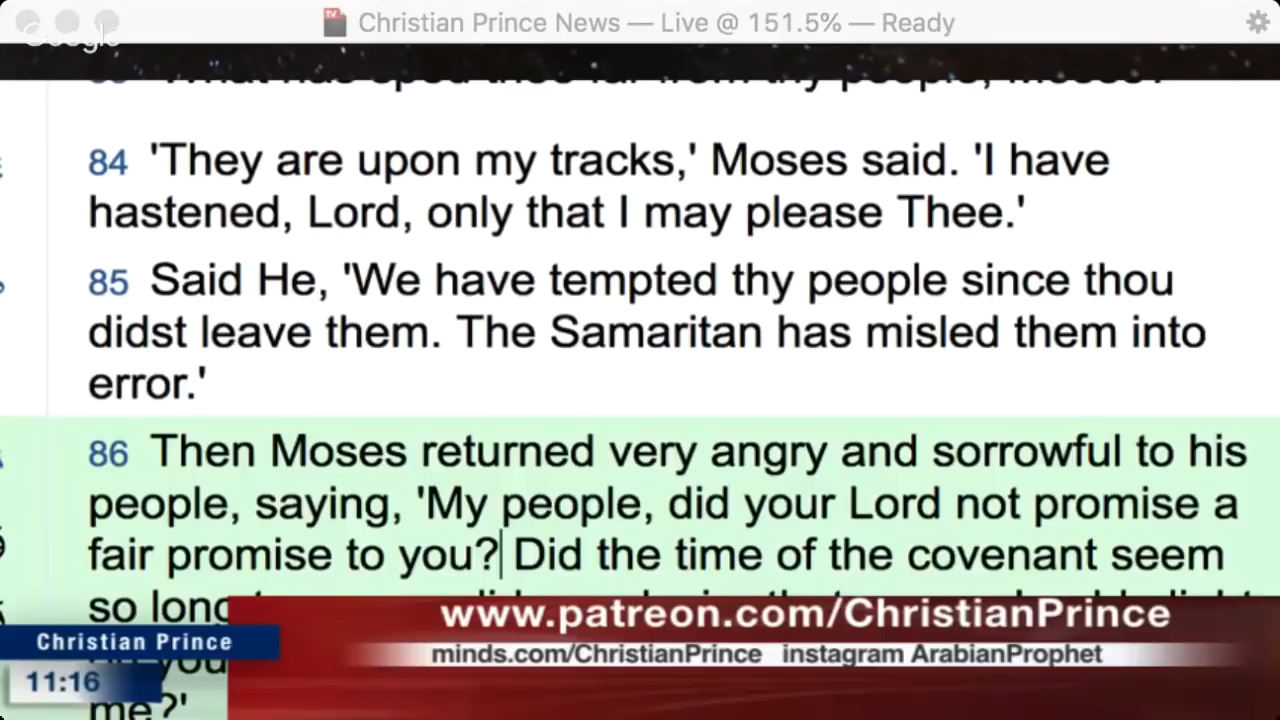 Christian Prince News — Live @ 151.5% — Ready
Google
84 'They are upon my tracks,' Moses said. 'I have
hastened, Lord, only that I may please Thee.'
85 Said He, 'We have tempted thy people since thou
didst leave them. The Samaritan has misled them into
error.'
86 Then Moses returned very angry and sorrowful to his
people, saying, 'My people, did your Lord not promise a
fair promise to you? Did the time of the covenant seem
so long
you
me?'
www.patreon.com/ChristianPrince
minds.com/ChristianPrince instagram ArabianProphet
Christian Prince
11:16